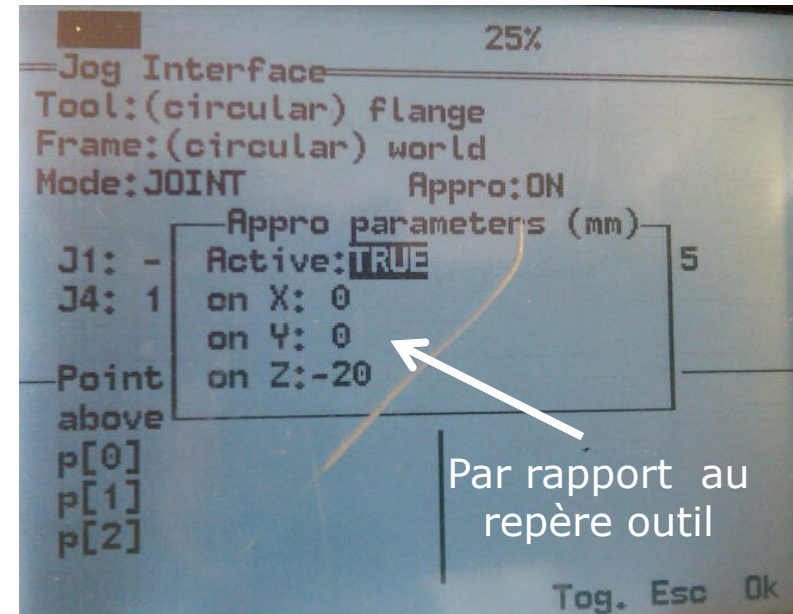 25%
Jog Interface
Tool:(circular) flange
Frame:(circular) world
Mode:JOINT Appro:ON
Appro parameters (mm)
J1: - Active:TRUE 5
J4: 1 on X: 0
on Y: 0
Point on Z:-20
above
p[0]
p[1]
p[2]
Par rapport au
repère outil
Tog. Esc Ok